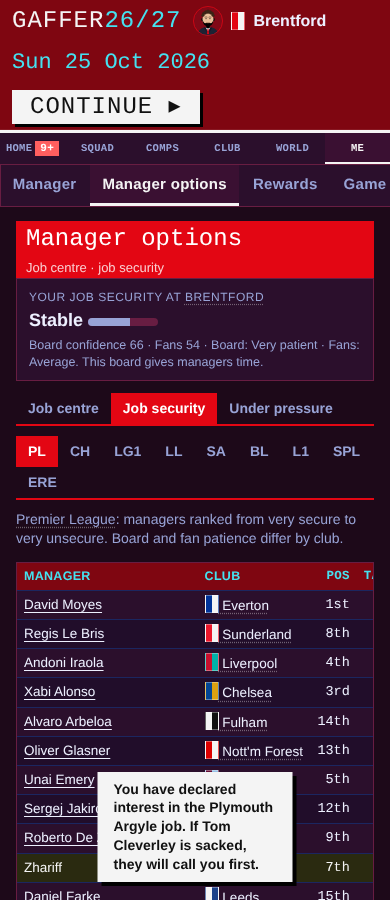 GAFFER26/27 Brentford
Sun 25 Oct 2026
CONTINUE ►
HOME 9+ SQUAD COMPS CLUB WORLD ME
Manager Manager options Rewards Game
Manager options
Job centre · job security
YOUR JOB SECURITY AT BRENTFORD
Stable
Board confidence 66 · Fans 54 · Board: Very patient · Fans:
Average. This board gives managers time.
Job centre Job security Under pressure
PL CH LG1 LL SA BL L1 SPL
ERE
Premier League: managers ranked from very secure to
very unsecure. Board and fan patience differ by club.
MANAGER CLUB POS
David Moyes Everton 1st
Regis Le Bris Sunderland 8th
Andoni Iraola Liverpool 4th
Xabi Alonso Chelsea 3rd
Alvaro Arbeloa Fulham 14th
Oliver Glasner Nott'm Forest 13th
Unai Emery 5th
Sergej 12th
Roberto De 9th
Zhariff 7th
Daniel Farke Leeds 15th
You have declared
interest in the Plymouth
Argyle job. If Tom
Cleverley is sacked,
they will call you first.